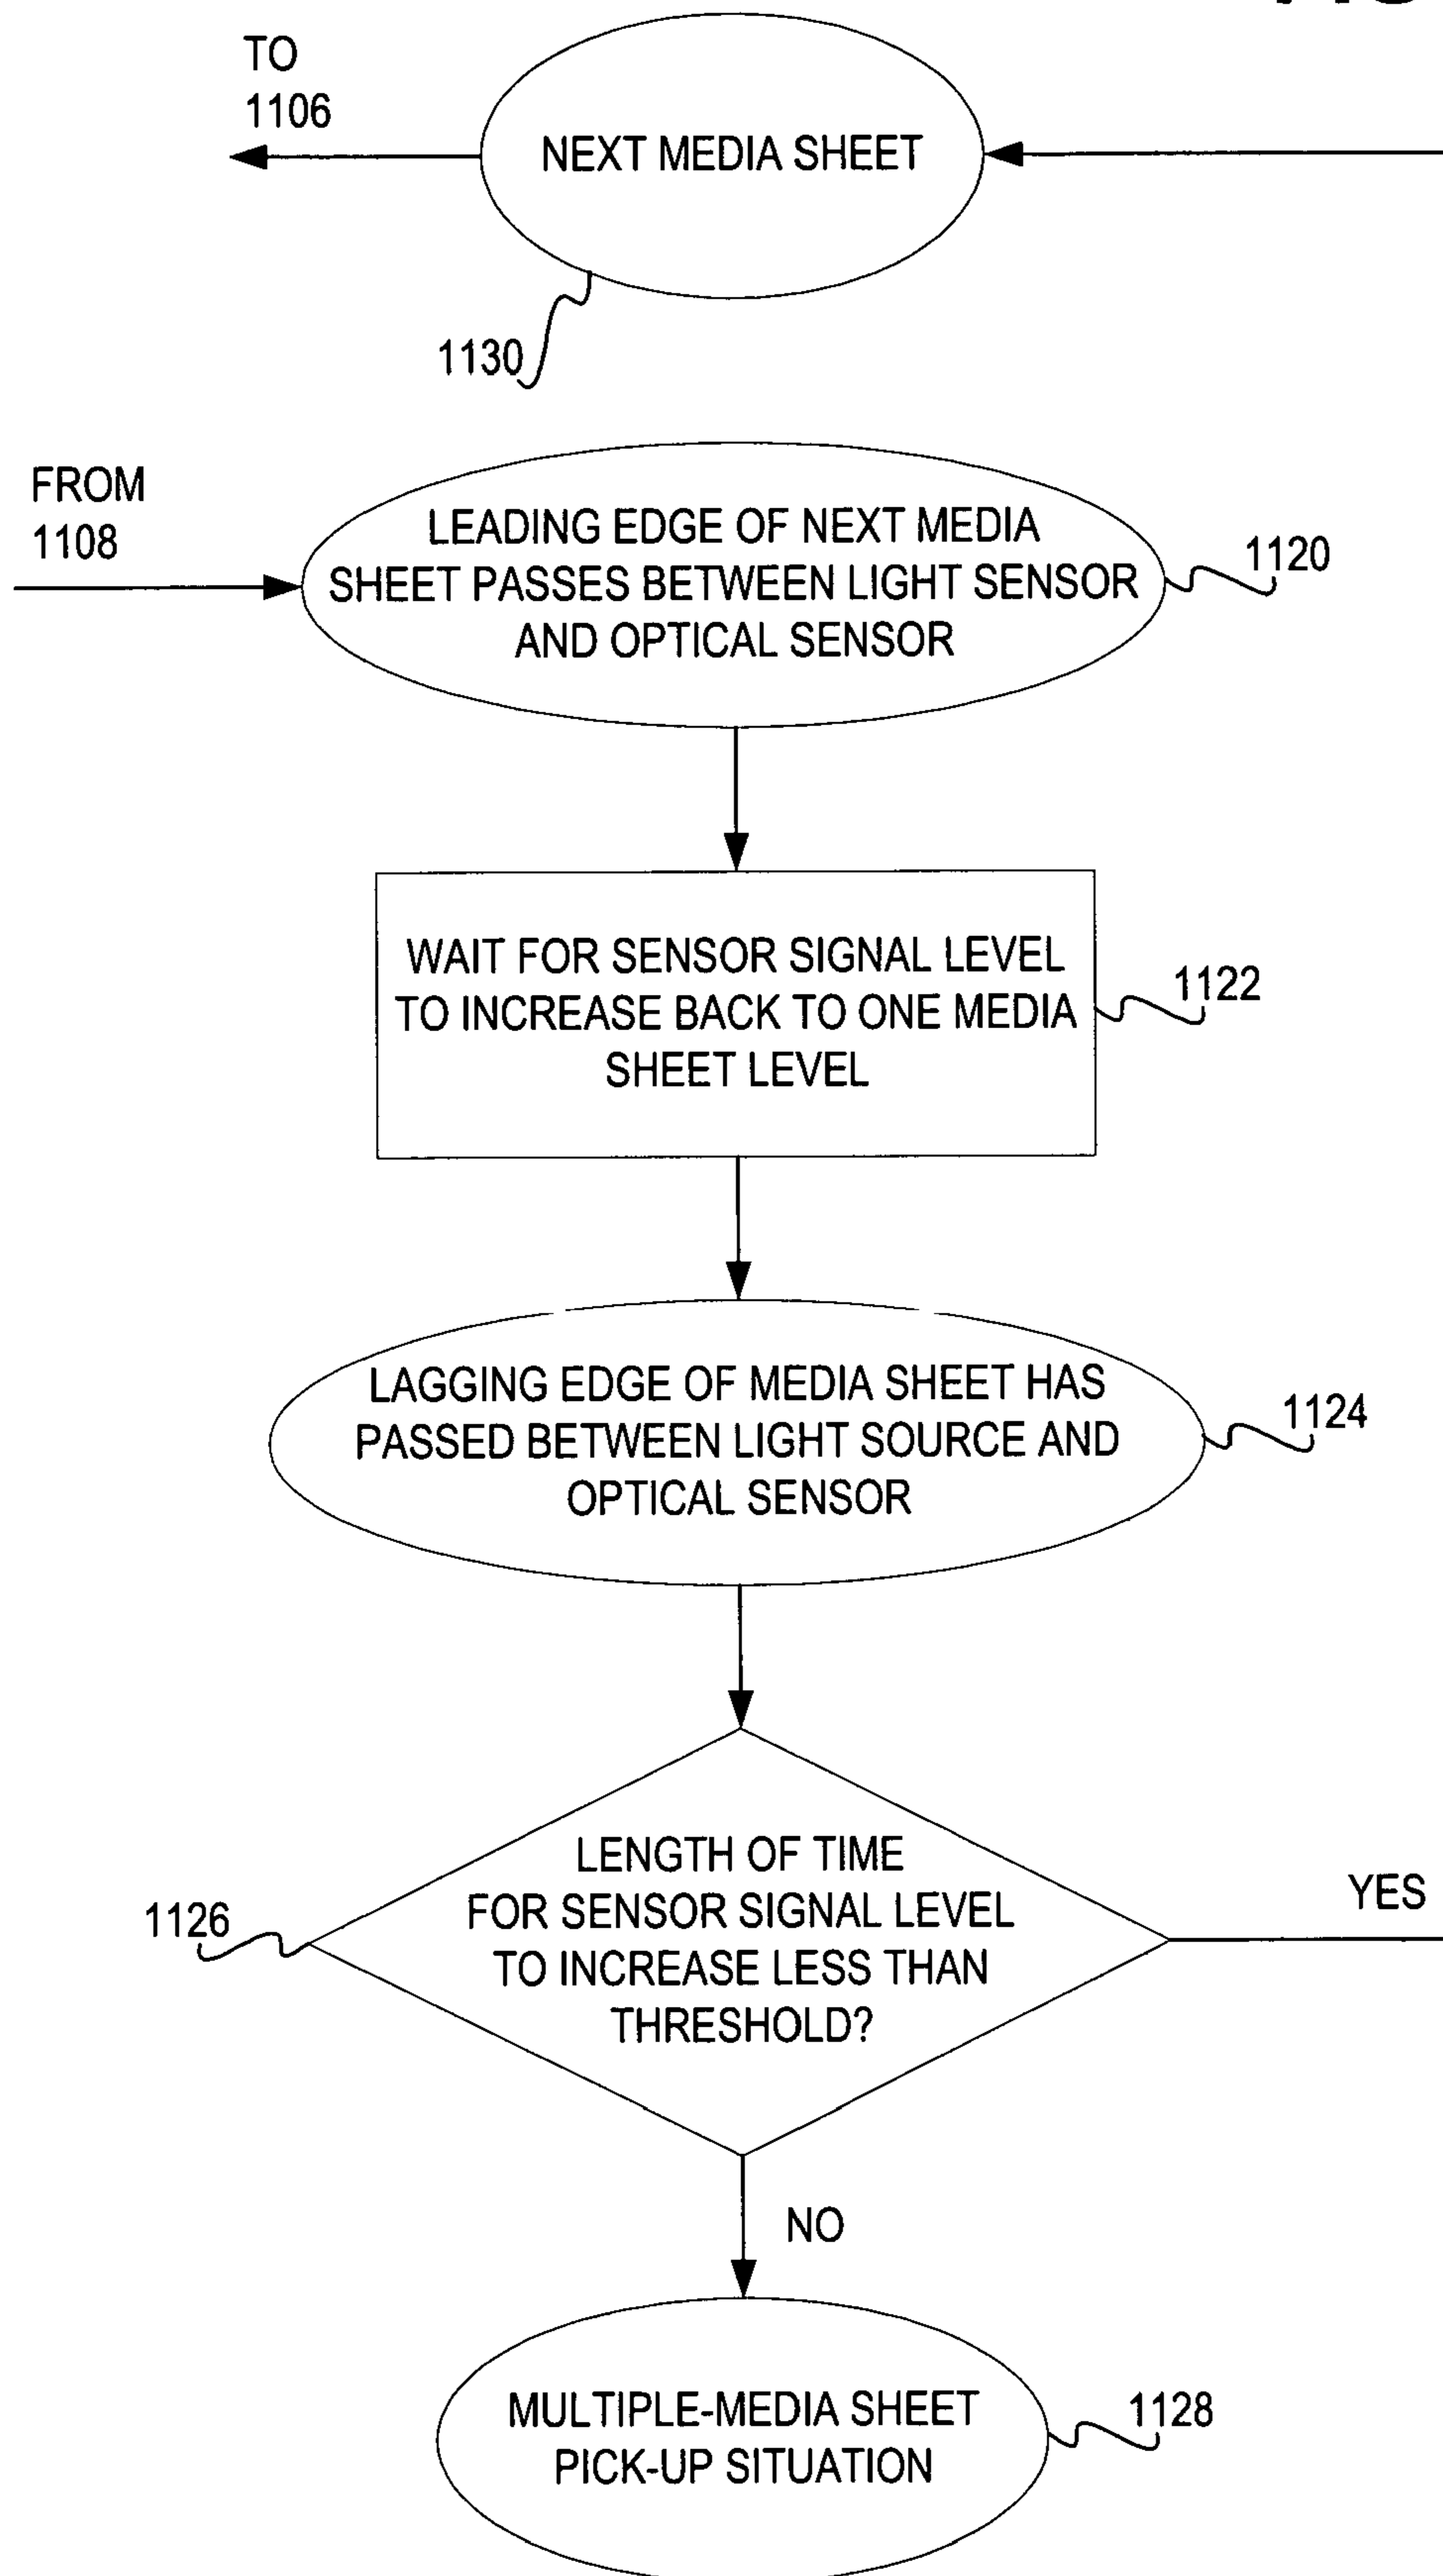 TO
1106
NEXT MEDIA SHEET
1130
FROM
1108
LEADING EDGE OF NEXT MEDIA
SHEET PASSES BETWEEN LIGHT SENSOR
AND OPTICAL SENSOR
1120
WAIT FOR SENSOR SIGNAL LEVEL
TO INCREASE BACK TO ONE MEDIA
SHEET LEVEL
1122
LAGGING EDGE OF MEDIA SHEET HAS
PASSED BETWEEN LIGHT SOURCE AND
OPTICAL SENSOR
1124
LENGTH OF TIME
FOR SENSOR SIGNAL LEVEL
TO INCREASE LESS THAN
THRESHOLD?
1126
YES
NO
MULTIPLE-MEDIA SHEET
PICK-UP SITUATION
1128